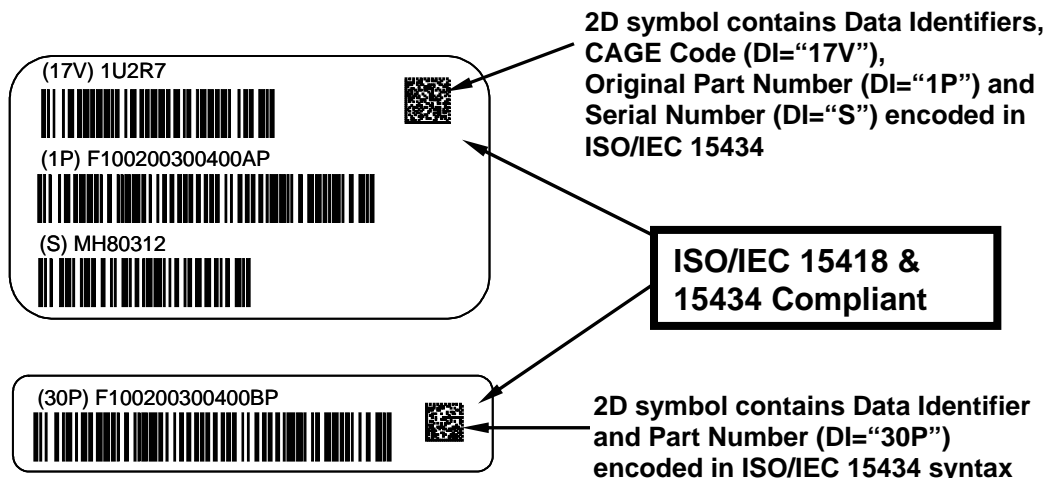 2D symbol contains Data Identifiers,
CAGE Code (DI=“17V”),
Original Part Number (DI=“1P”) and
Serial Number (DI=“S”) encoded in
ISO/IEC 15434
(17V) 1U2R7
(1P) F100200300400AP
(S) MH80312
ISO/IEC 15418 &
15434 Compliant
(30P) F100200300400BP
2D symbol contains Data Identifier
and Part Number (DI=“30P”)
encoded in ISO/IEC 15434 syntax